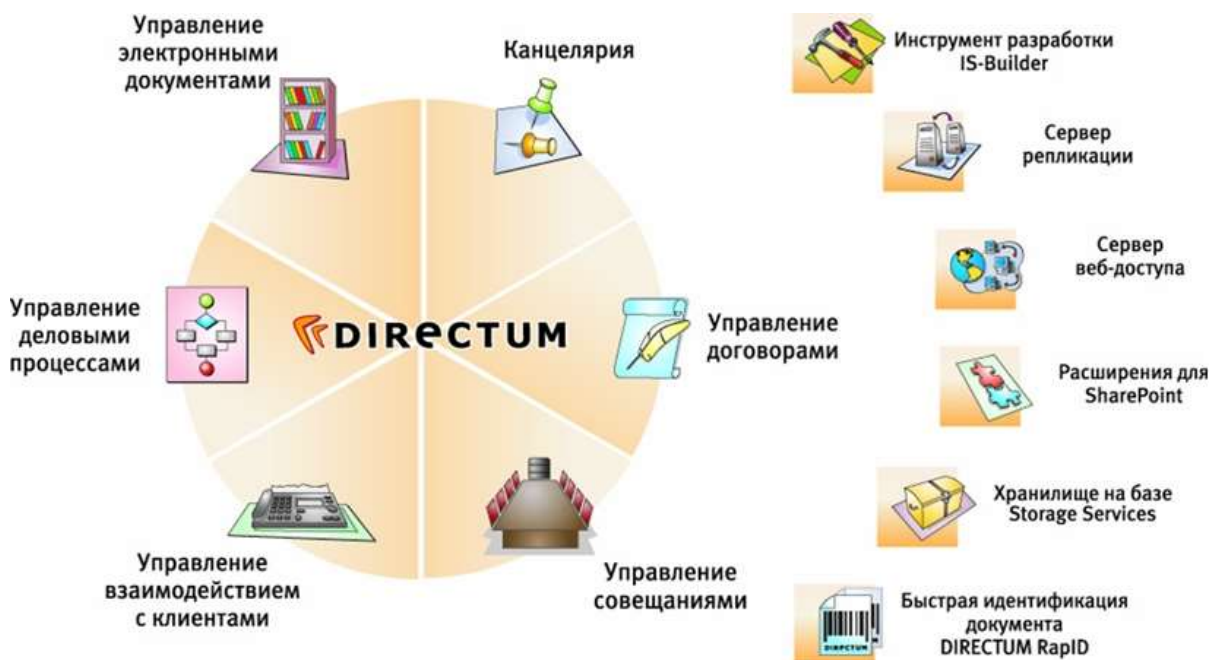 Управление
электронными
документами
Канцелярия
Управление
деловыми
процессами
DIRECTUM
Управление
договорами
Управление
взаимодействием
с клиентами
Управление
совещаниями
Инструмент разработки
IS-Builder
Сервер
репликации
Сервер
веб-доступа
Расширения для
SharePoint
Хранилище на базе
Storage Services
Быстрая идентификация
документа
DIRECTUM RapID
DIRECTUM